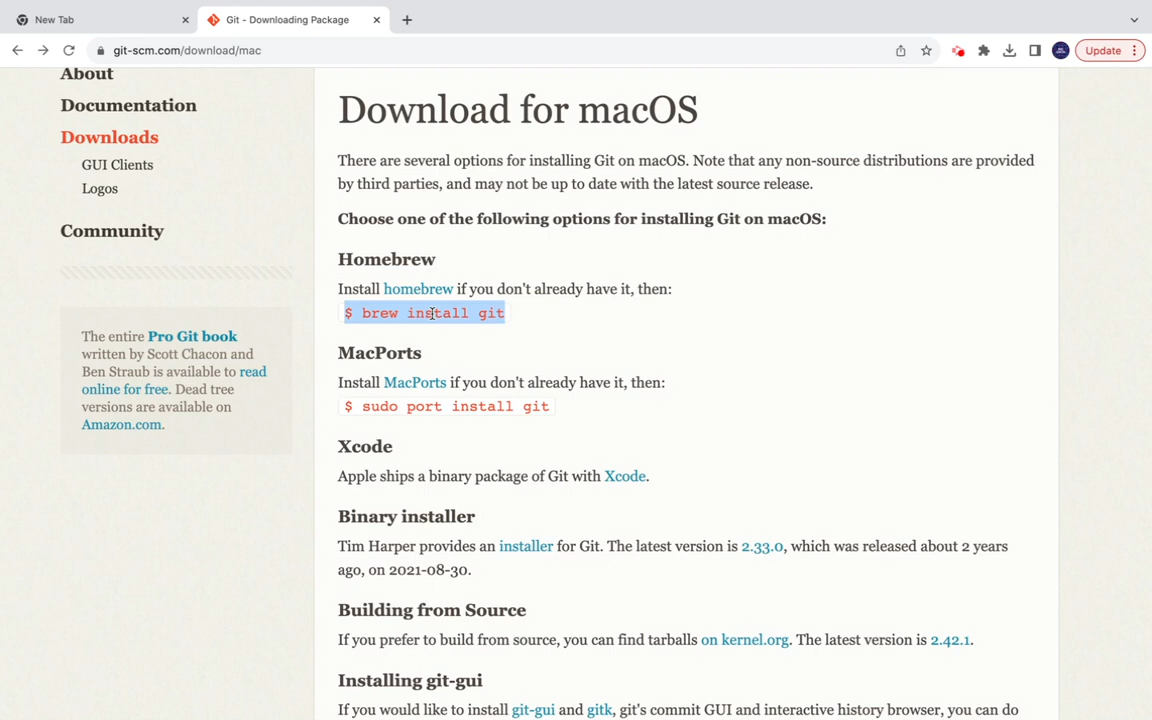 New Tab
Git - Downloading Package
git-scm.com/download/mac
Update
About
Documentation
Downloads
GUI Clients
Logos
Community
The entire Pro Git book
written by Scott Chacon and
Ben Straub is available to read
online for free. Dead tree
versions are available on
Amazon.com.
Download for macOS
There are several options for installing Git on macOS. Note that any non-source distributions are provided
by third parties, and may not be up to date with the latest source release.
Choose one of the following options for installing Git on macOS:
Homebrew
Install homebrew if you don't already have it, then:
$ brew install git
MacPorts
Install MacPorts if you don't already have it, then:
$ sudo port install git
Xcode
Apple ships a binary package of Git with Xcode.
Binary installer
Tim Harper provides an installer for Git. The latest version is 2.33.0, which was released about 2 years
ago, on 2021-08-30.
Building from Source
If you prefer to build from source, you can find tarballs on kernel.org. The latest version is 2.42.1.
Installing git-gui
If you would like to install git-gui and gitk, git's commit GUI and interactive history browser, you can do